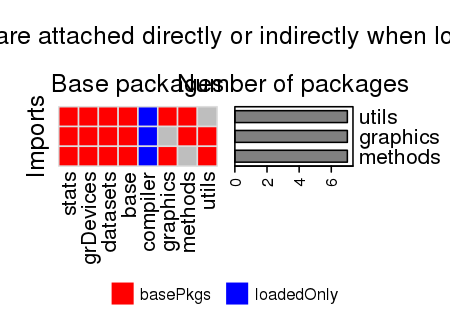 are attached directly or indirectly when lo
Base packages
Number of packages
Imports
utils
graphics
methods
0 2 4 6
stats
grDevices
datasets
base
compiler
graphics
methods
utils
basePkgs loadedOnly